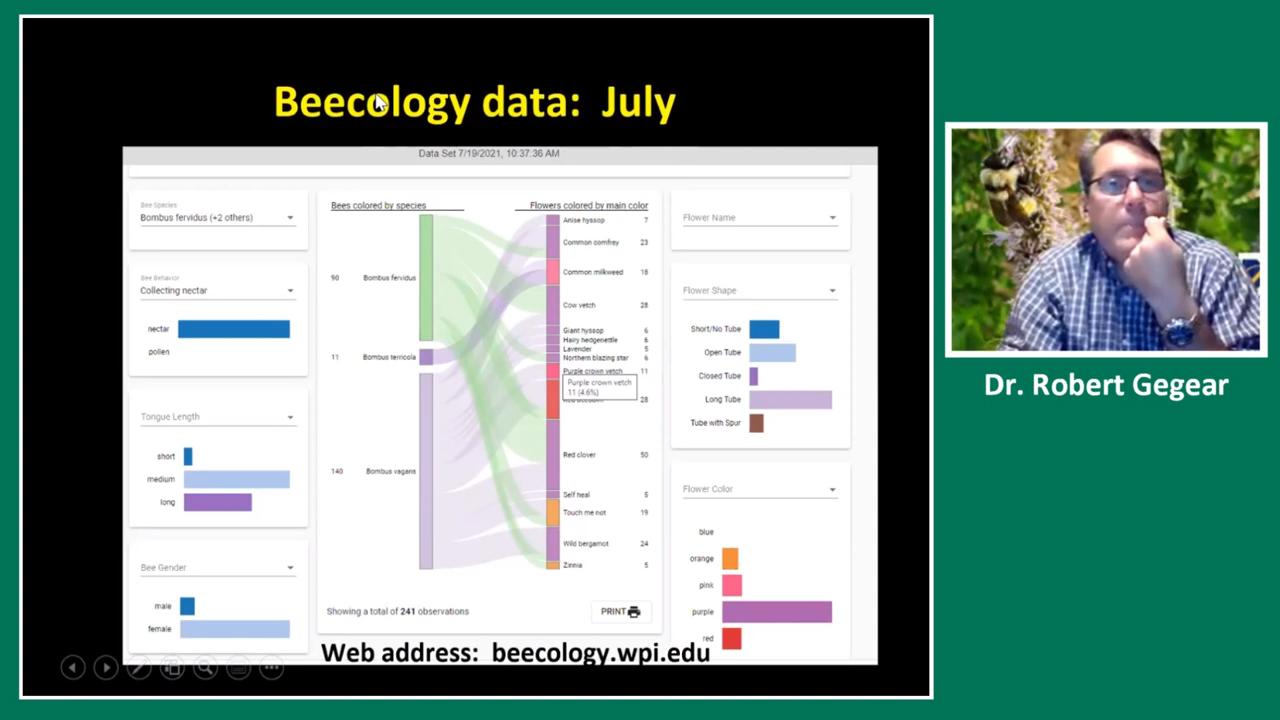 Beecology data: July
Data Set 7/19/2021, 10:37:36 AM
Bee Species
Bombus fervidus (+2 others)
Bee Behavior
Collecting nectar
nectar
pollen
Tongue Length
short
medium
long
Bee Gender
male
female
Bees colored by species
Flowers colored by main color
90 Bombus fervidus
11 Bombus terricola
140 Bombus vagans
Anise hyssop 7
Common comfrey 23
Common milkweed 18
Cow vetch 28
Giant hyssop 6
Hairy hedgenettle 6
Lavender 5
Northern blazing star 6
Purple crown vetch 11
Purple crown vetch
11 (4.6%)
28
Red clover 50
Self heal 5
Touch me not 19
Wild bergamot 24
Zinnia 5
Showing a total of 241 observations
PRINT
Flower Name
Flower Shape
Short/No Tube
Open Tube
Closed Tube
Long Tube
Tube with Spur
Flower Color
blue
orange
pink
purple
red
Web address: beecology.wpi.edu
Dr. Robert Gegear